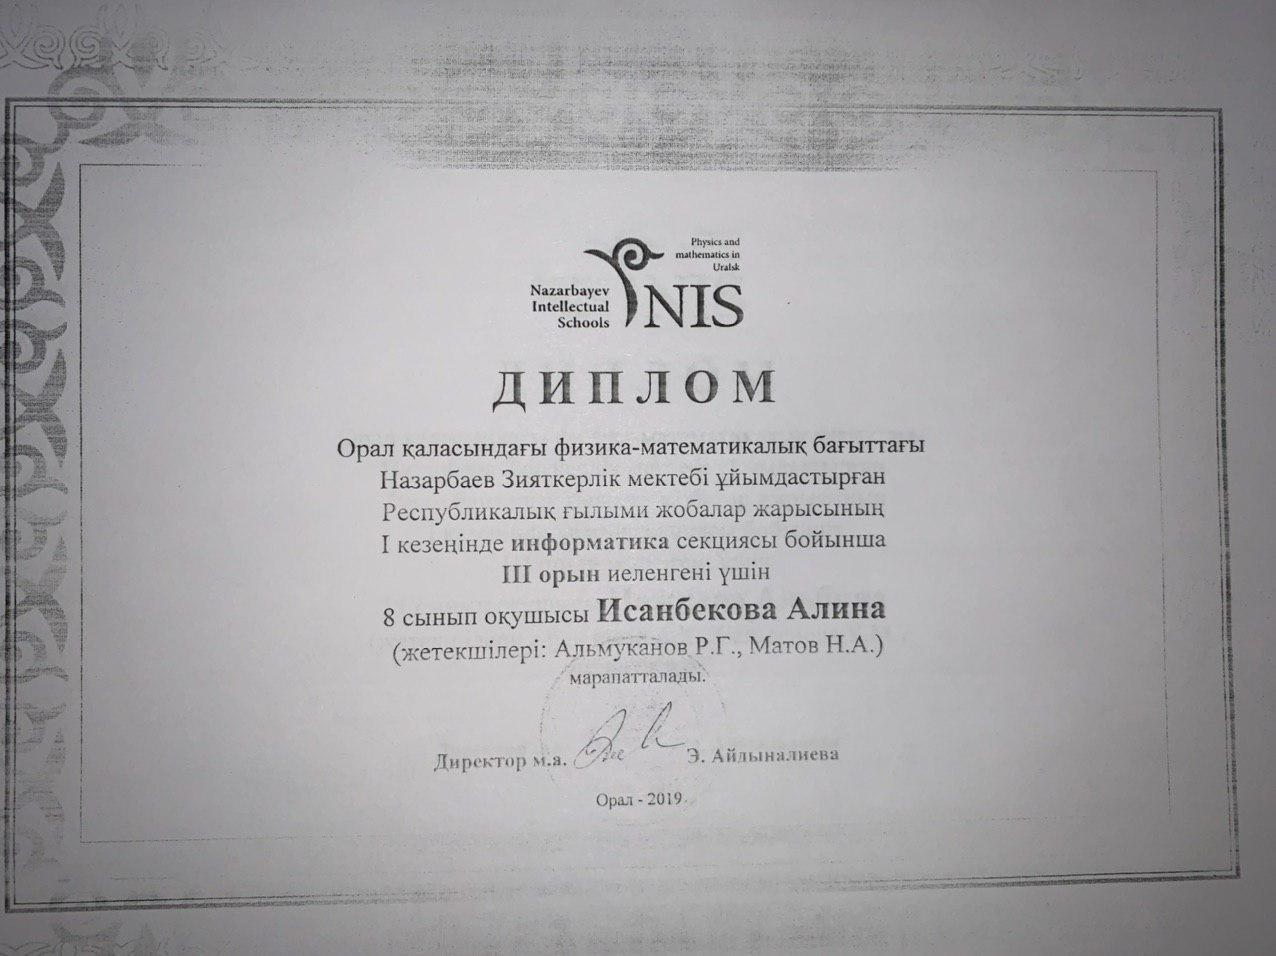 Physics and
mathematics in
Uralsk
Nazarbayev
Intellectual
Schools
NIS
ДИПЛОМ
Орал қаласындағы физика-математикалық бағыттағы
Назарбаев Зияткерлік мектебі ұйымдастырған
Республикалық ғылыми жобалар жарысының
I кезеңінде информатика секциясы бойынша
III орын иеленгені үшін
8 сынып оқушысы Исанбекова Алина
(жетекшілері: Альмуканов Р.Г., Матов Н.А.)
марапатталады.
Директор м.а. Э. Айдыналиева
Орал - 2019